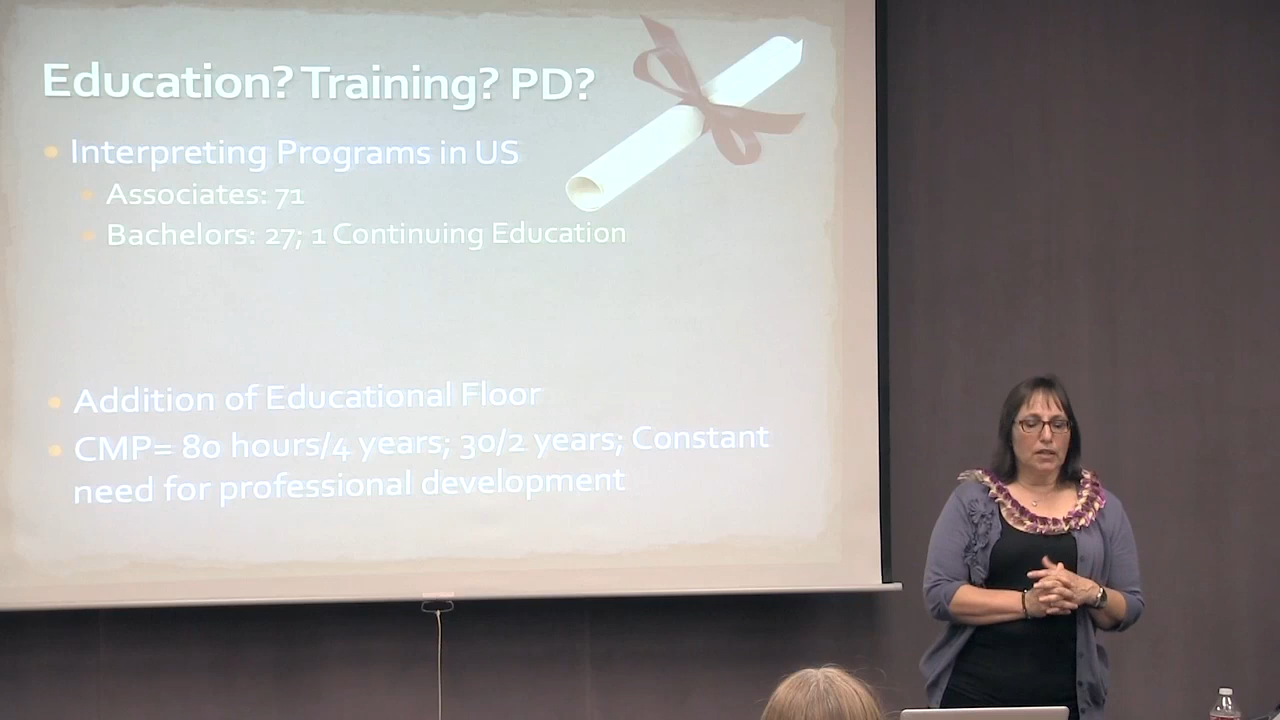 Education? Training? PD?
Interpreting Programs in US
Associates: 71
Bachelors: 27; 1 Continuing Education
Addition of Educational Floor
CMP= 80 hours/4 years; 30/2 years; Constant
need for professional development